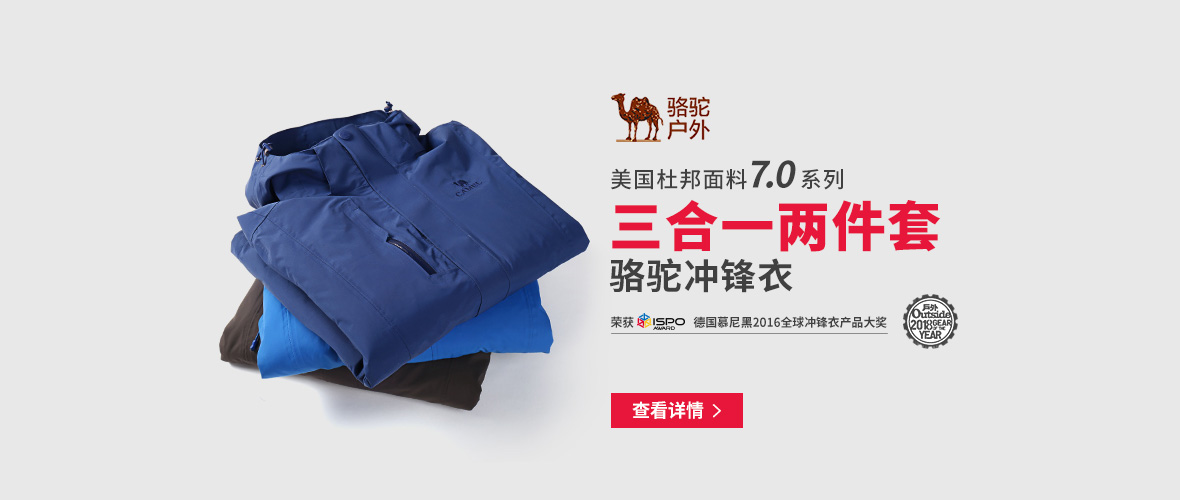 骆驼
户外
美国杜邦面料7.0系列
三合一两件套
骆驼冲锋衣
荣获 ISPO AWARD 德国慕尼黑2016全球冲锋衣产品大奖
户外
Outside
2016 GEAR OF THE YEAR
查看详情 >